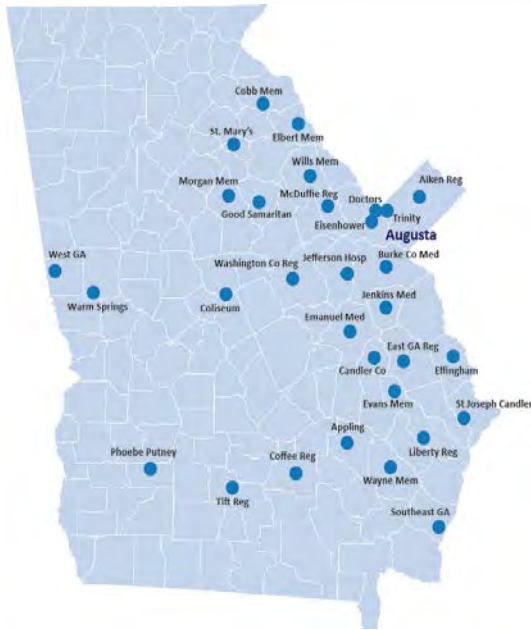 Cobb Mem
Elbert Mem
St. Mary's
Wills Mem
Aiken Reg
Morgan Mem
McDuffie Reg
Doctors
Good Samaritan
Trinity
Eisenhower
Augusta
West GA
Washington Co Reg
Jefferson Hosp
Burke Co Med
Warm Springs
Coliseum
Jenkins Med
Emanuel Med
East GA Reg
Candler Co
Effingham
Evans Mem
St Joseph Candler
Appling
Liberty Reg
Phoebe Putney
Coffee Reg
Wayne Mem
Tift Reg
Southeast GA